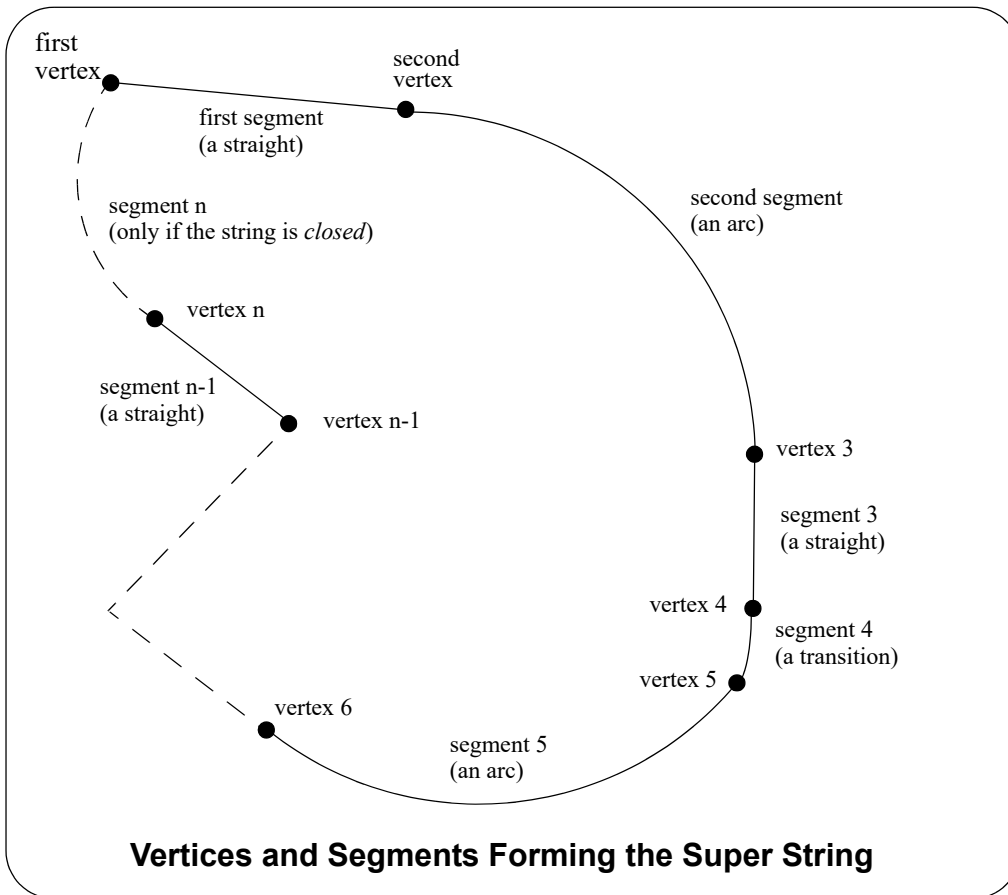 first
vertex
second
vertex
first segment
(a straight)
second segment
(an arc)
segment n
(only if the string is closed)
vertex n
segment n-1
(a straight)
vertex n-1
vertex 3
segment 3
(a straight)
vertex 4
segment 4
(a transition)
vertex 5
vertex 6
segment 5
(an arc)
Vertices and Segments Forming the Super String